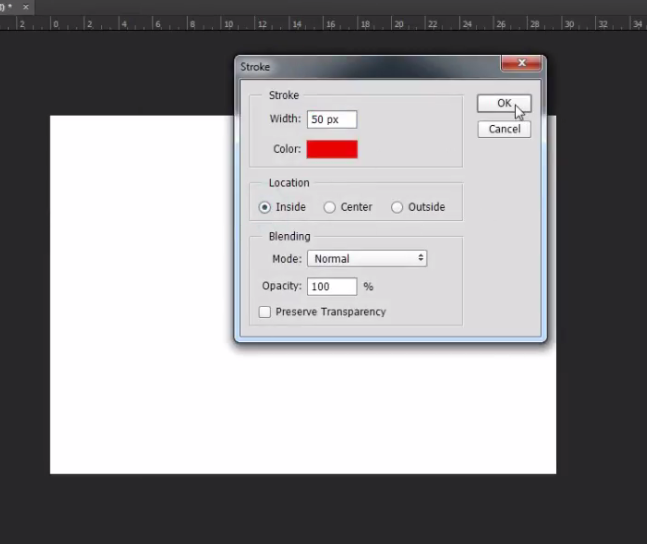 ) * ×
2 0 2 4 6 8 10 12 14 16 18 20 22 24 26 28 30 32 34
Stroke
Stroke
Width: 50 px
OK
Color:
Cancel
Location
Inside Center Outside
Blending
Mode: Normal
Opacity: 100 %
Preserve Transparency